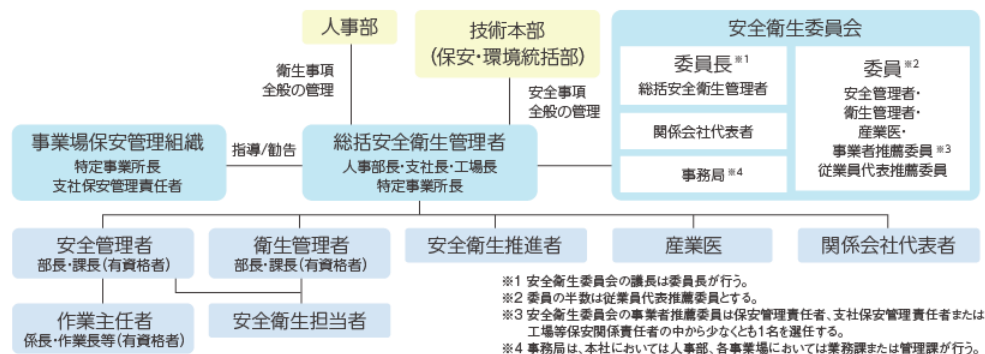 人事部
技術本部
(保安・環境統括部)
衛生事項
全般の管理
安全事項
全般の管理
安全衛生委員会
委員長※1
総括安全衛生管理者
関係会社代表者
事務局※4
委員※2
安全管理者・
衛生管理者・
産業医・
事業者推薦委員※3
従業員代表推薦委員
事業場保安管理組織
特定事業所長
支社保安管理責任者
指導/勧告
総括安全衛生管理者
人事部長・支社長・工場長
特定事業所長
安全管理者
部長・課長(有資格者)
衛生管理者
部長・課長(有資格者)
安全衛生推進者
産業医
関係会社代表者
作業主任者
係長・作業長等(有資格者)
安全衛生担当者
※1 安全衛生委員会の議長は委員長が行う。
※2 委員の半数は従業員代表推薦委員とする。
※3 安全衛生委員会の事業者推薦委員は保安管理責任者、支社保安管理責任者または
工場等保安関係責任者の中から少なくとも1名を選任する。
※4 事務局は、本社においては人事部、各事業場においては業務課または管理課が行う。